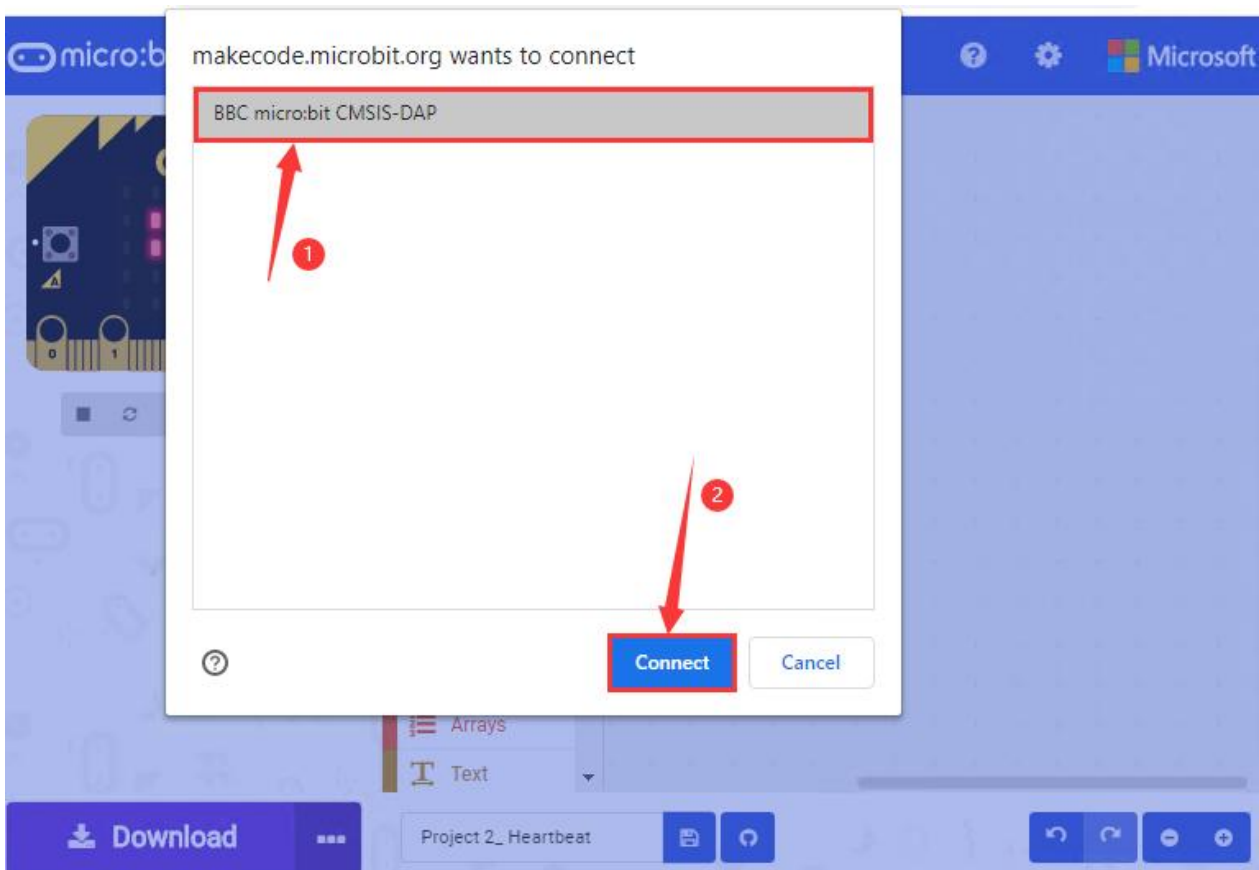 micro:b
makecode.microbit.org wants to connect
Microsoft
BBC micro:bit CMSIS-DAP
1
2
0
1
Connect
Cancel
Arrays
Text
Download
Project 2_ Heartbeat